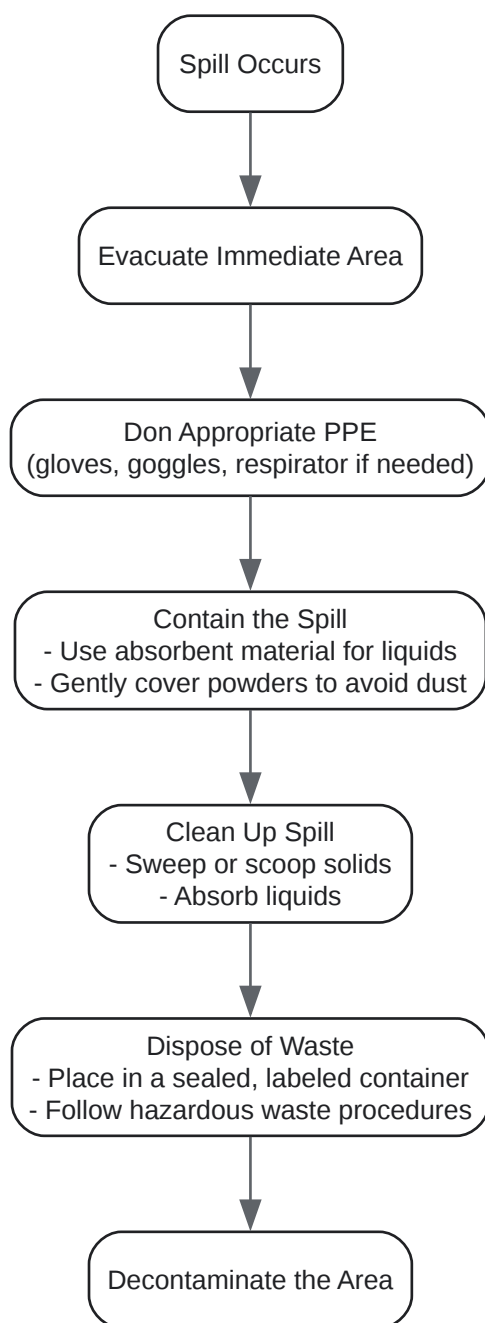 Spill Occurs
Evacuate Immediate Area
Don Appropriate PPE
(gloves, goggles, respirator if needed)
Contain the Spill
- Use absorbent material for liquids
- Gently cover powders to avoid dust
Clean Up Spill
- Sweep or scoop solids
- Absorb liquids
Dispose of Waste
- Place in a sealed, labeled container
- Follow hazardous waste procedures
Decontaminate the Area